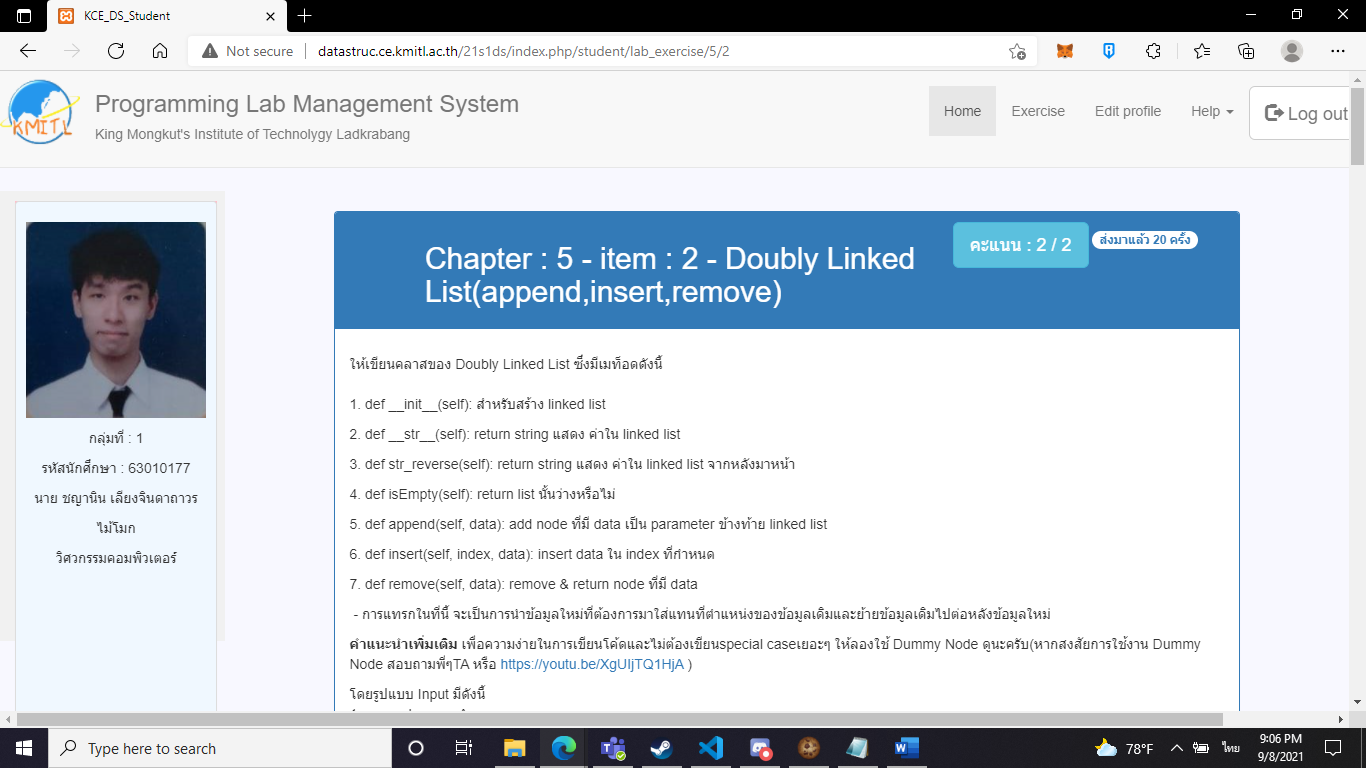 KCE_DS_Student
Not secure
datastruc.ce.kmitl.ac.th/21s1ds/index.php/student/lab_exercise/5/2
KMITL
Programming Lab Management System
King Mongkut's Institute of Technolygy Ladkrabang
Home
Exercise
Edit profile
Help
Log out
กลุ่มที่ : 1
รหัสนักศึกษา : 63010177
นาย ชญานิน เลียงจินดาถาวร
ไม้โมก
วิศวกรรมคอมพิวเตอร์
Chapter : 5 - item : 2 - Doubly Linked
List(append,insert,remove)
คะแนน : 2 / 2
ส่งมาแล้ว 20 ครั้ง
ให้เขียนคลาสของ Doubly Linked List ซึ่งมีเมท็อดดังนี้
1. def __init__(self): สำหรับสร้าง linked list
2. def __str__(self): return string แสดง ค่าใน linked list
3. def str_reverse(self): return string แสดง ค่าใน linked list จากหลังมาหน้า
4. def isEmpty(self): return list นั้นว่างหรือไม่
5. def append(self, data): add node ที่มี data เป็น parameter ข้างท้าย linked list
6. def insert(self, index, data): insert data ใน index ที่กำหนด
7. def remove(self, data): remove & return node ที่มี data
- การแทรกในที่นี้ จะเป็นการนำข้อมูลใหม่ที่ต้องการมาใส่แทนที่ตำแหน่งของข้อมูลเดิมและย้ายข้อมูลเดิมไปต่อหลังข้อมูลใหม่
คำแนะนำเพิ่มเติม เพื่อความง่ายในการเขียนโค้ดและไม่ต้องเขียนspecial caseเยอะๆ ให้ลองใช้ Dummy Node ดูนะครับ(หากสงสัยการใช้งาน Dummy
Node สอบถามพี่ๆTA หรือ https://youtu.be/XgUIjTQ1HjA )
โดยรูปแบบ Input มีดังนี้
Type here to search
78°F
ไทย
9:06 PM
9/8/2021